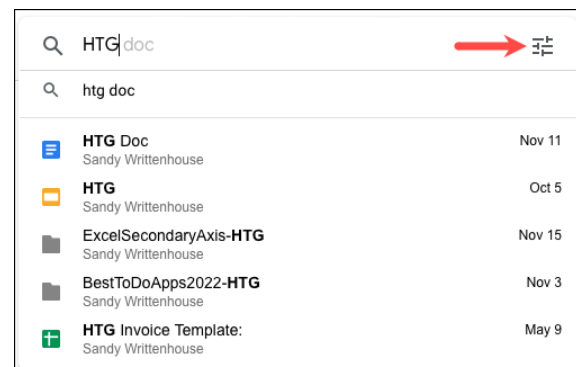 HTG doc
htg doc
HTG Doc Nov 11
Sandy Writtenhouse
HTG Oct 5
Sandy Writtenhouse
ExcelSecondaryAxis-HTG Nov 15
Sandy Writtenhouse
BestToDoApps2022-HTG Nov 3
Sandy Writtenhouse
HTG Invoice Template: May 9
Sandy Writtenhouse